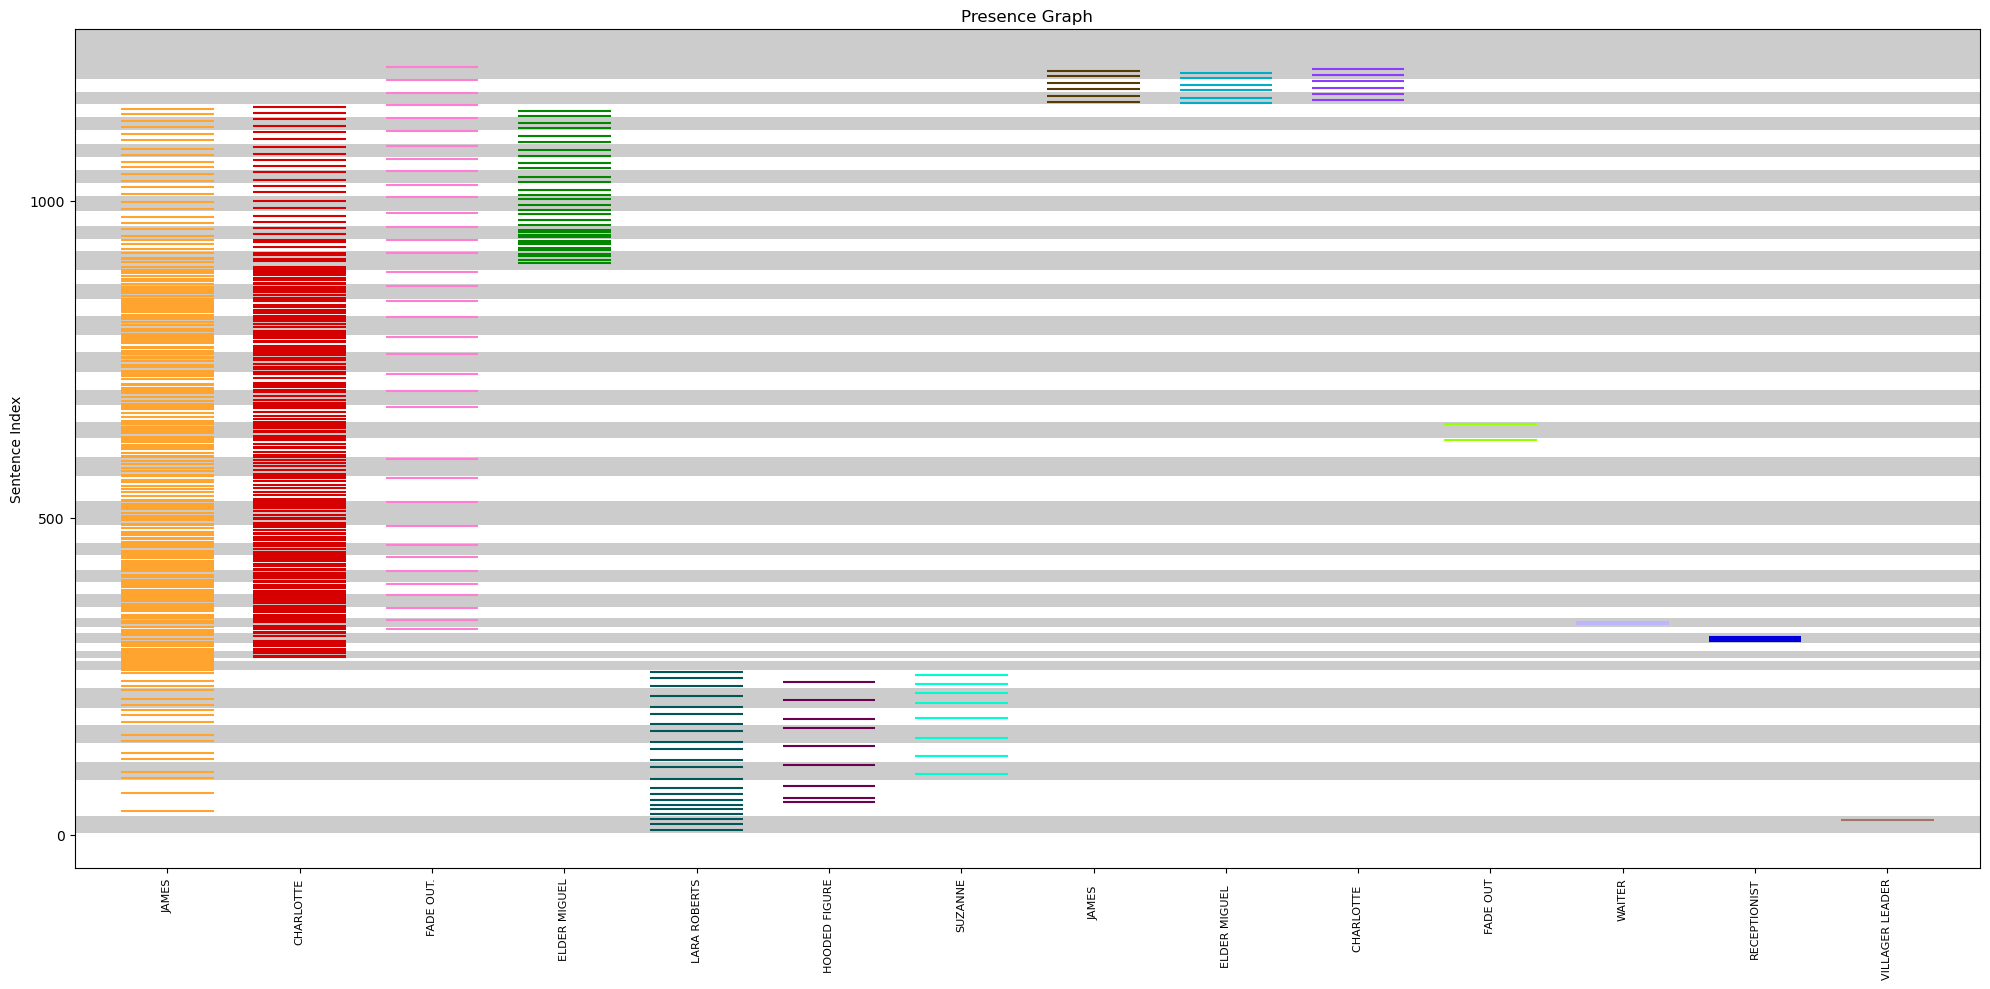 Presence Graph
Sentence Index
1000
500
0
JAMES
CHARLOTTE
FADE OUT.
ELDER MIGUEL
LARA ROBERTS
HOODED FIGURE
SUZANNE
JAMES
ELDER MIGUEL
CHARLOTTE
FADE OUT
WAITER
RECEPTIONIST
VILLAGER LEADER